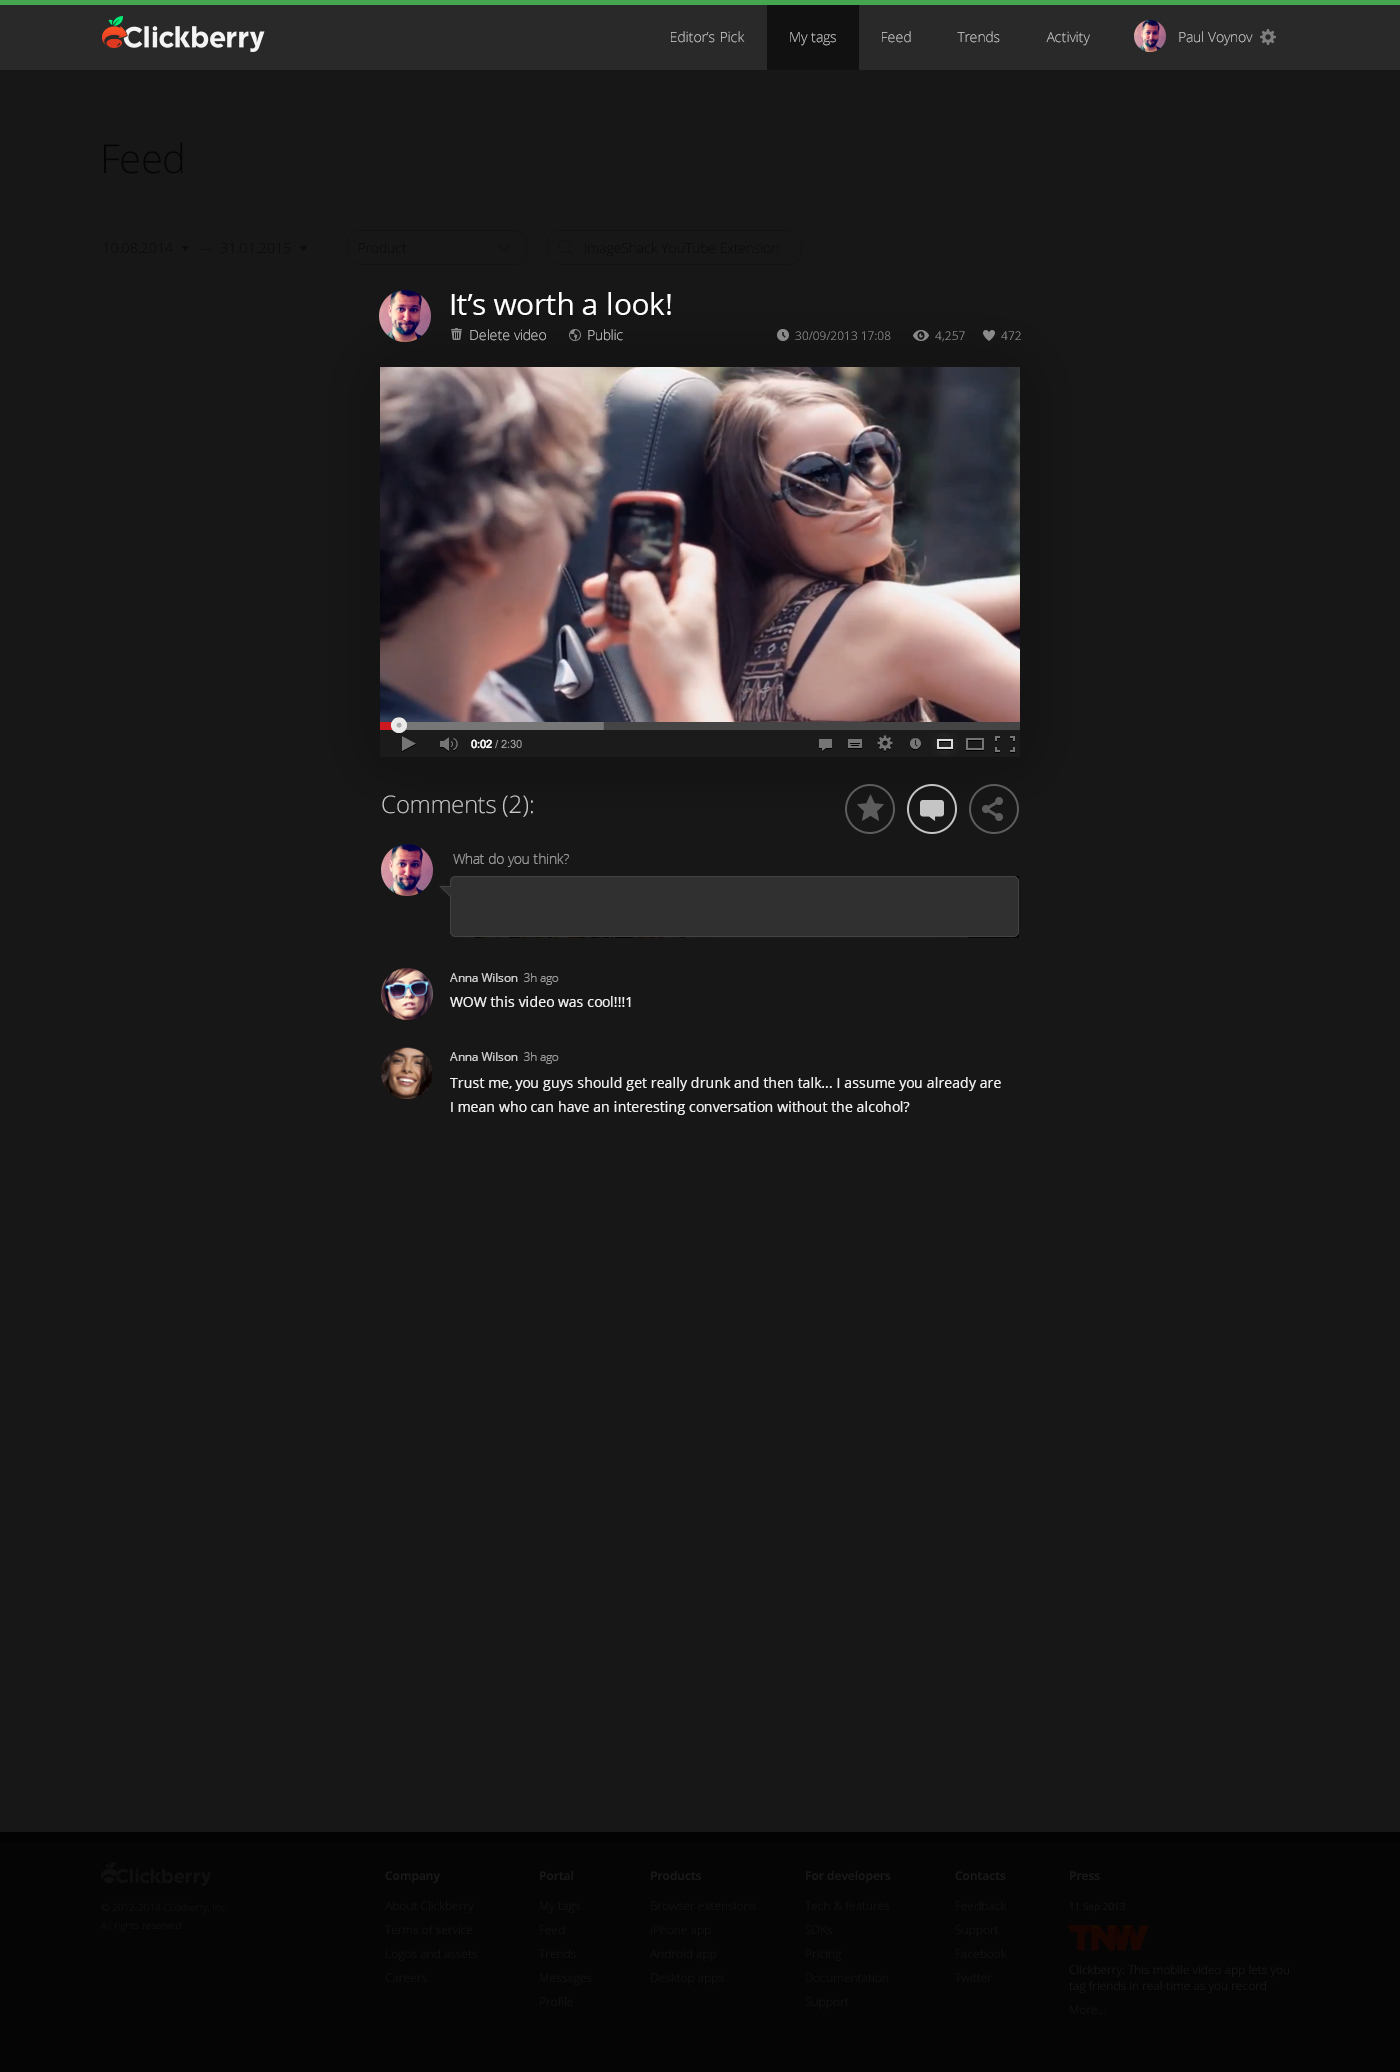 Clickberry
Editor's Pick
My tags
Feed
Trends
Activity
Paul Voynov
Feed
10.08.2014 — 31.01.2015
Product
ImageShack YouTube Extension
It's worth a look!
Delete video
Public
30/09/2013 17:08
4,257
472
0:02 / 2:30
Comments (2):
What do you think?
Anna Wilson 3h ago
WOW this video was cool!!!1
Anna Wilson 3h ago
Trust me, you guys should get really drunk and then talk... I assume you already are
I mean who can have an interesting conversation without the alcohol?
Clickberry
© 2012-2014 Clickberry, Inc.
All rights reserved
Company
About Clickberry
Terms of service
Logos and assets
Careers
Portal
My tags
Feed
Trends
Messages
Profile
Products
Browser extensions
iPhone app
Android app
Desktop apps
For developers
Tech & features
SDKs
Pricing
Documentation
Support
Contacts
Feedback
Support
Facebook
Twitter
Press
11 Sep 2013
TNW
Clickberry: This mobile video app lets you
tag friends in real-time as you record
More...